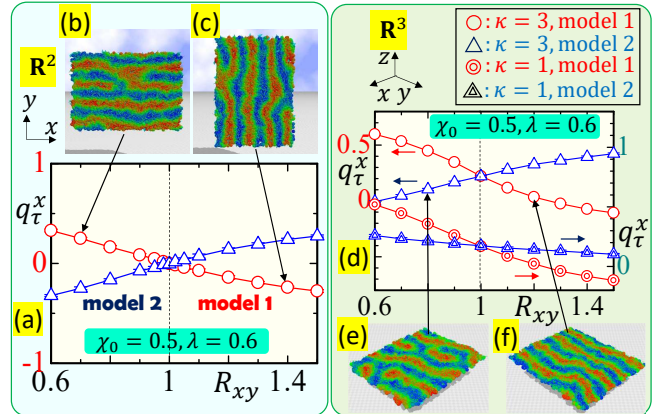 (b)
(c)
R²
y
x
1
q_τ^x
0
model 2
model 1
(a)
χ₀ = 0.5, λ = 0.6
-1
0.6
1
R_xy
1.4
R³
z
x y
○: κ = 3, model 1
△: κ = 3, model 2
◎: κ = 1, model 1
: κ = 1, model 2
χ₀ = 0.5, λ = 0.6
0.5
1
q_τ^x
0
q_τ^x
0
(d)
0.6
1
R_xy
1.4
(e)
(f)